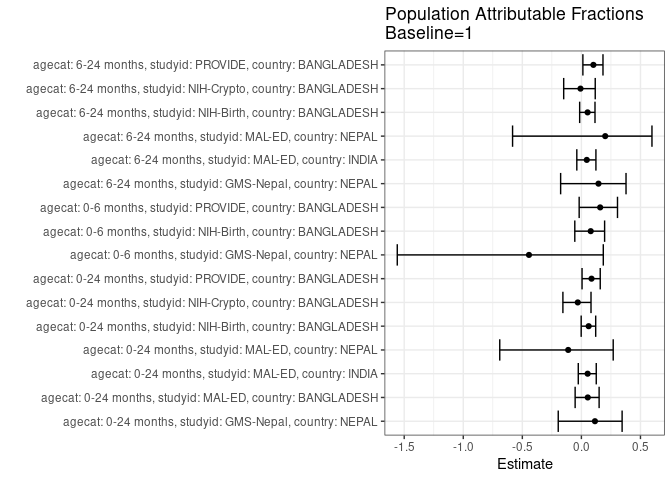 Population Attributable Fractions
Baseline=1
agecat: 6-24 months, studyid: PROVIDE, country: BANGLADESH
agecat: 6-24 months, studyid: NIH-Crypto, country: BANGLADESH
agecat: 6-24 months, studyid: NIH-Birth, country: BANGLADESH
agecat: 6-24 months, studyid: MAL-ED, country: NEPAL
agecat: 6-24 months, studyid: MAL-ED, country: INDIA
agecat: 6-24 months, studyid: GMS-Nepal, country: NEPAL
agecat: 0-6 months, studyid: PROVIDE, country: BANGLADESH
agecat: 0-6 months, studyid: NIH-Birth, country: BANGLADESH
agecat: 0-6 months, studyid: GMS-Nepal, country: NEPAL
agecat: 0-24 months, studyid: PROVIDE, country: BANGLADESH
agecat: 0-24 months, studyid: NIH-Crypto, country: BANGLADESH
agecat: 0-24 months, studyid: NIH-Birth, country: BANGLADESH
agecat: 0-24 months, studyid: MAL-ED, country: NEPAL
agecat: 0-24 months, studyid: MAL-ED, country: INDIA
agecat: 0-24 months, studyid: MAL-ED, country: BANGLADESH
agecat: 0-24 months, studyid: GMS-Nepal, country: NEPAL
-1.5 -1.0 -0.5 0.0 0.5
Estimate